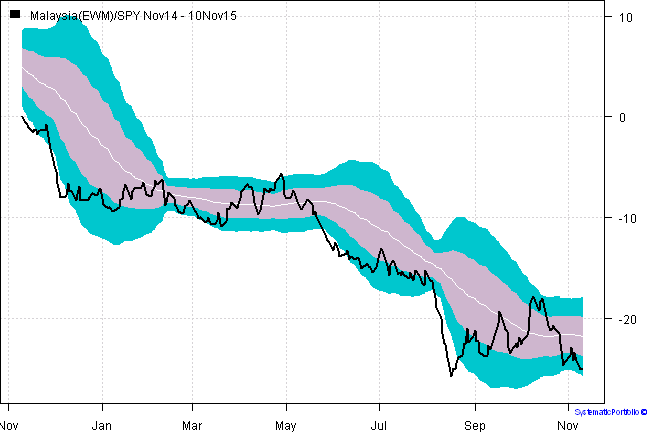 Malaysia(EWM)/SPY Nov14 - 10Nov15
10
0
-10
-20
Nov Jan Mar May Jul Sep Nov
SystematicPortfolio ©